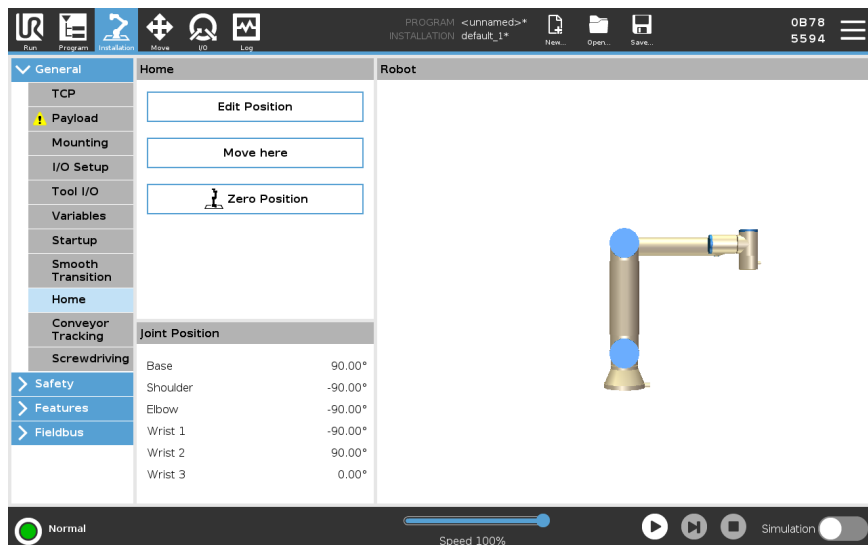 UR
PROGRAM <unnamed>*
INSTALLATION default_1*
0B78
5594
Run
Program
Installation
Move
I/O
Log
New...
Open...
Save...
General
TCP
Payload
Mounting
I/O Setup
Tool I/O
Variables
Startup
Smooth
Transition
Home
Conveyor
Tracking
Screwdriving
Safety
Features
Fieldbus
Home
Edit Position
Move here
Zero Position
Joint Position
Base 90.00°
Shoulder -90.00°
Elbow -90.00°
Wrist 1 -90.00°
Wrist 2 90.00°
Wrist 3 0.00°
Robot
Normal
Speed 100%
Simulation